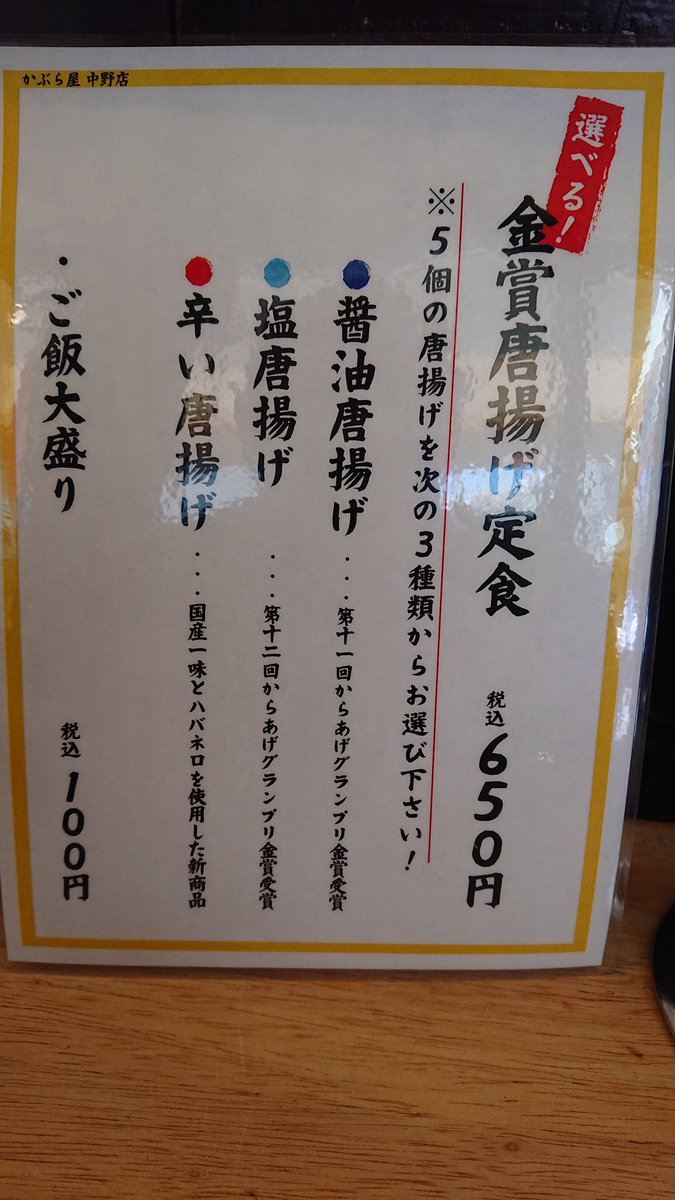 かぶら屋 中野店
選べる!
金賞唐揚げ定食 税込 650円
※5個の唐揚げを次の3種類からお選び下さい!
●醤油唐揚げ・・・第十一回からあげグランプリ金賞受賞
●塩唐揚げ・・・第十二回からあげグランプリ金賞受賞
●辛い唐揚げ・・・国産一味とハバネロを使用した新商品
・ご飯大盛り 税込 100円